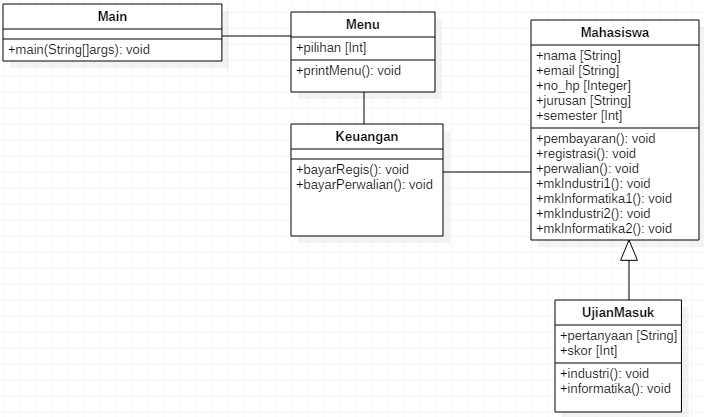 Main
+main(String[]args): void
Menu
+pilihan [Int]
+printMenu(): void
Keuangan
+bayarRegis(): void
+bayarPerwalian(): void
Mahasiswa
+nama [String]
+email [String]
+no_hp [Integer]
+jurusan [String]
+semester [Int]
+pembayaran(): void
+registrasi(): void
+perwalian(): void
+mkIndustri1(): void
+mkInformatika1(): void
+mkIndustri2(): void
+mkInformatika2(): void
UjianMasuk
+pertanyaan [String]
+skor [Int]
+industri(): void
+informatika(): void